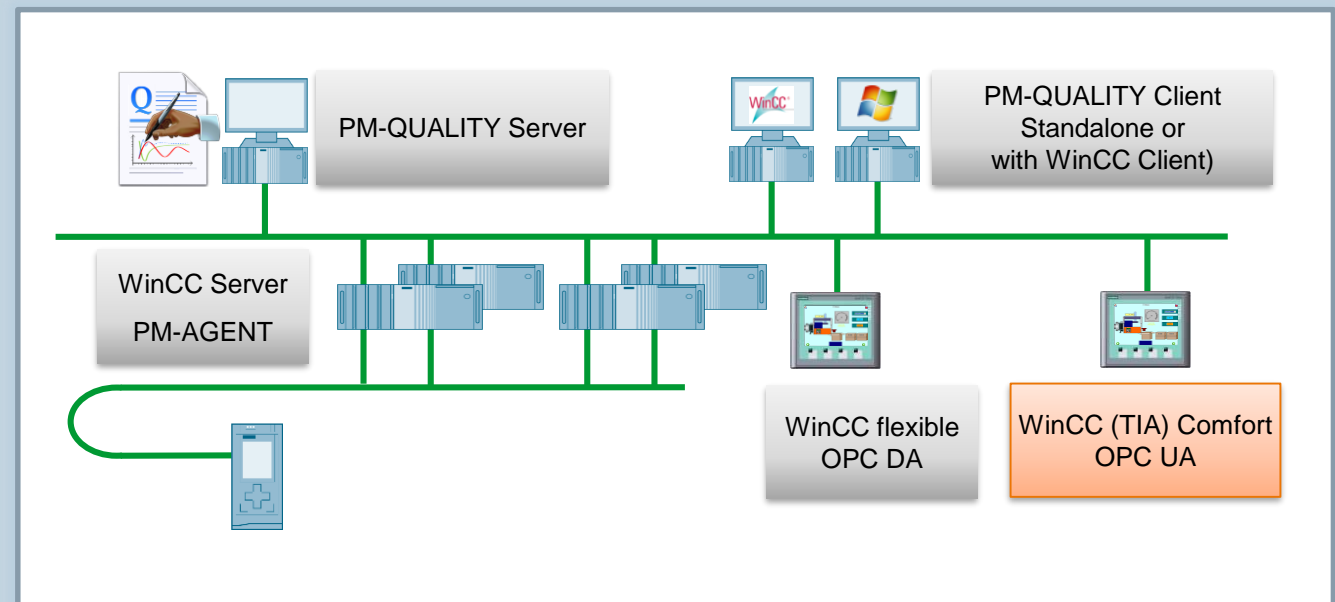 Q
PM-QUALITY Server
WinCC
PM-QUALITY Client
Standalone or
with WinCC Client)
WinCC Server
PM-AGENT
WinCC flexible
OPC DA
WinCC (TIA) Comfort
OPC UA